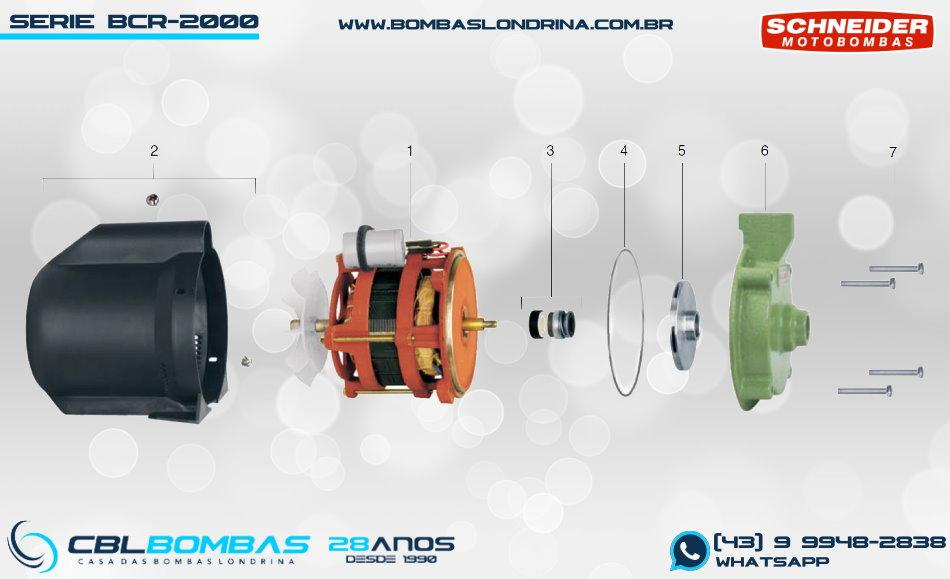 SERIE BCR-2000
WWW.BOMBASLONDRINA.COM.BR
SCHNEIDER
MOTOBOMBAS
2 1 3 4 5 6 7
CBLBOMBAS 28ANOS
CASA DAS BOMBAS LONDRINA DESDE 1990
(43) 9 9948-2838
WHATSAPP